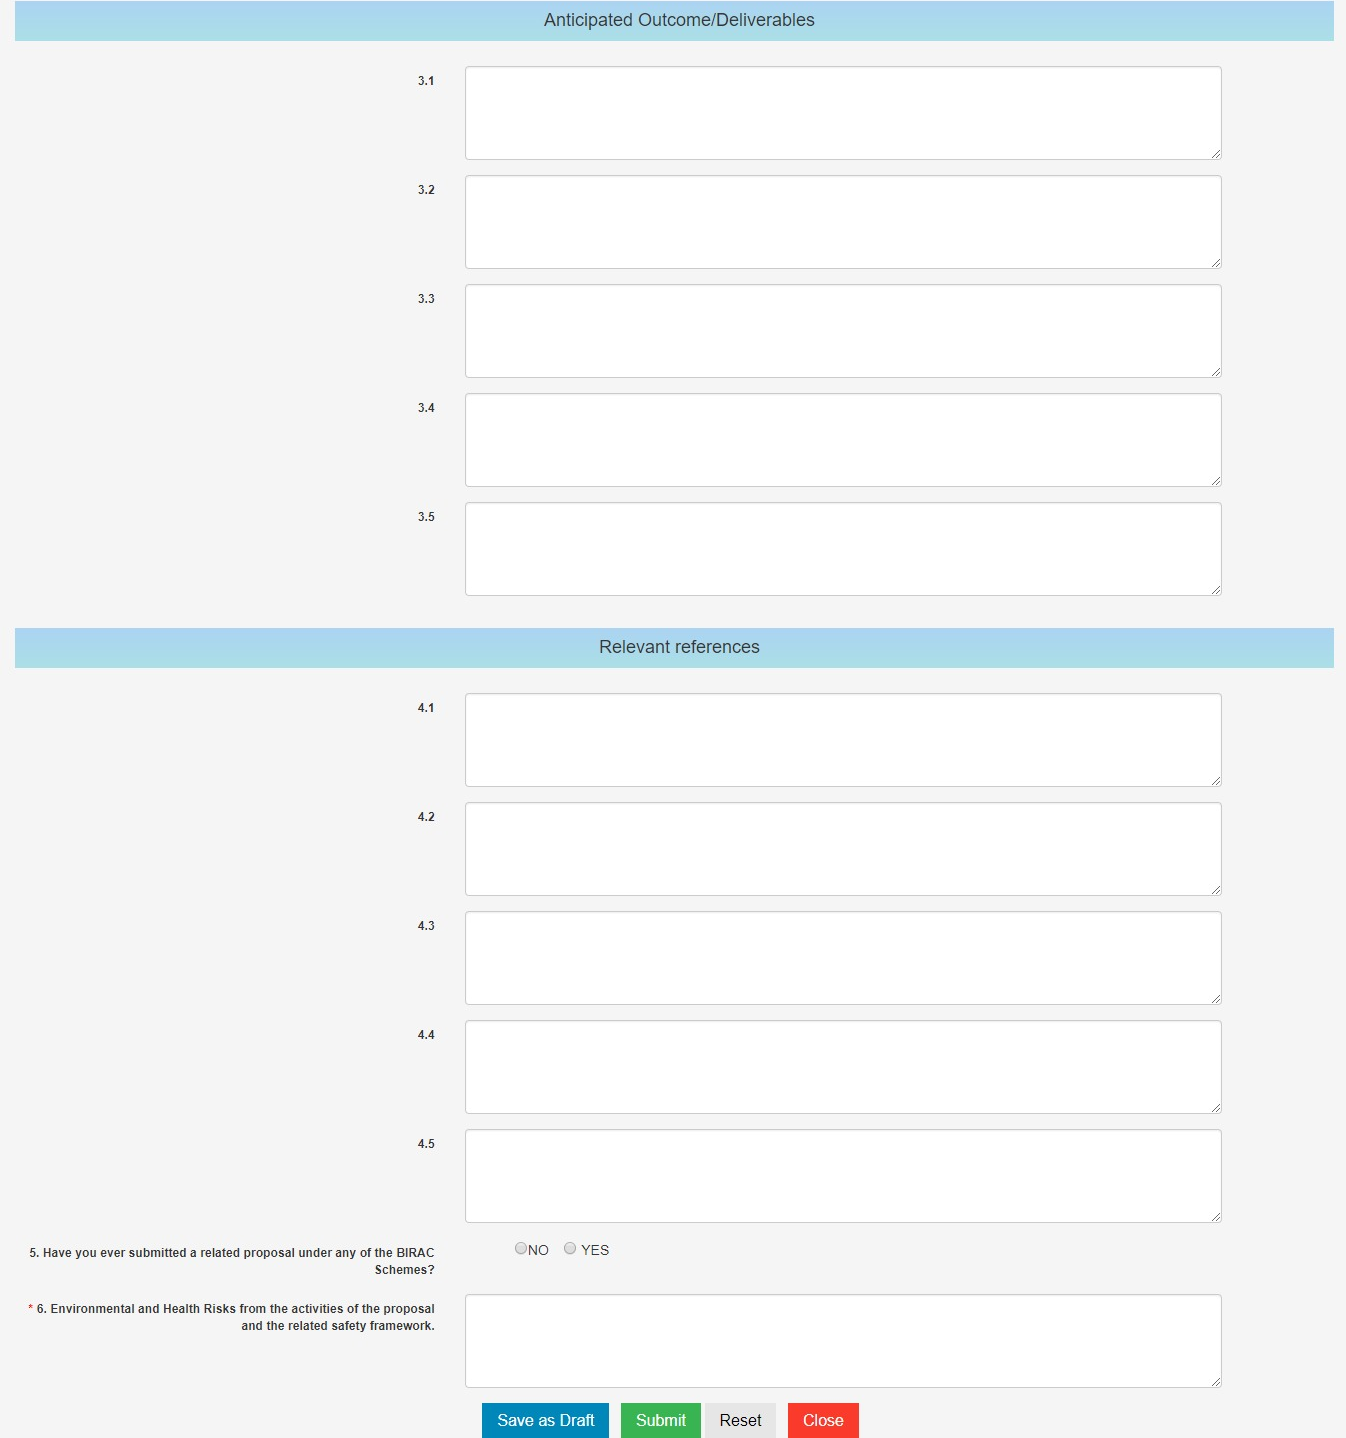 Anticipated Outcome/Deliverables
3.1
3.2
3.3
3.4
3.5
Relevant references
4.1
4.2
4.3
4.4
4.5
5. Have you ever submitted a related proposal under any of the BIRAC
Schemes?
NO YES
* 6. Environmental and Health Risks from the activities of the proposal
and the related safety framework.
Save as Draft Submit Reset Close